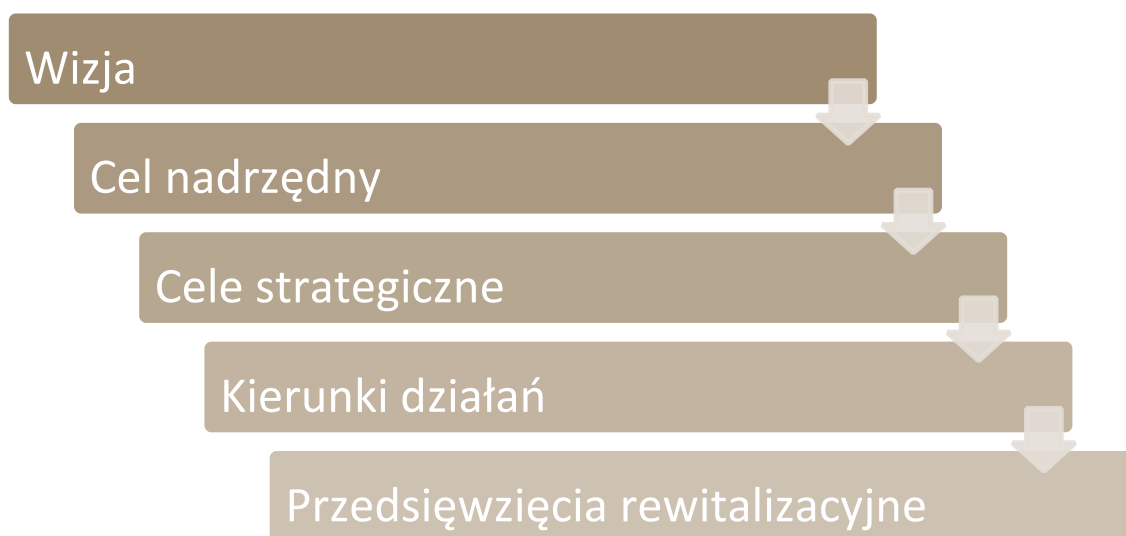 Wizja
Cel nadrzędny
Cele strategiczne
Kierunki działań
Przedsięwzięcia rewitalizacyjne